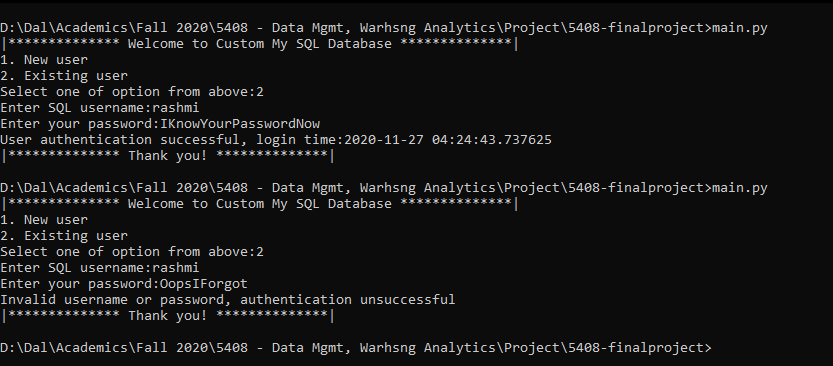 D:\Dal\Academics\Fall 2020\5408 - Data Mgmt, Warhsng Analytics\Project\5408-finalproject>main.py
|************** Welcome to Custom My SQL Database **************|
1. New user
2. Existing user
Select one of option from above:2
Enter SQL username:rashmi
Enter your password:IKnowYourPasswordNow
User authentication successful, login time:2020-11-27 04:24:43.737625
|************** Thank you! **************|
D:\Dal\Academics\Fall 2020\5408 - Data Mgmt, Warhsng Analytics\Project\5408-finalproject>main.py
|************** Welcome to Custom My SQL Database **************|
1. New user
2. Existing user
Select one of option from above:2
Enter SQL username:rashmi
Enter your password:OopsIForgot
Invalid username or password, authentication unsuccessful
|************** Thank you! **************|
D:\Dal\Academics\Fall 2020\5408 - Data Mgmt, Warhsng Analytics\Project\5408-finalproject>